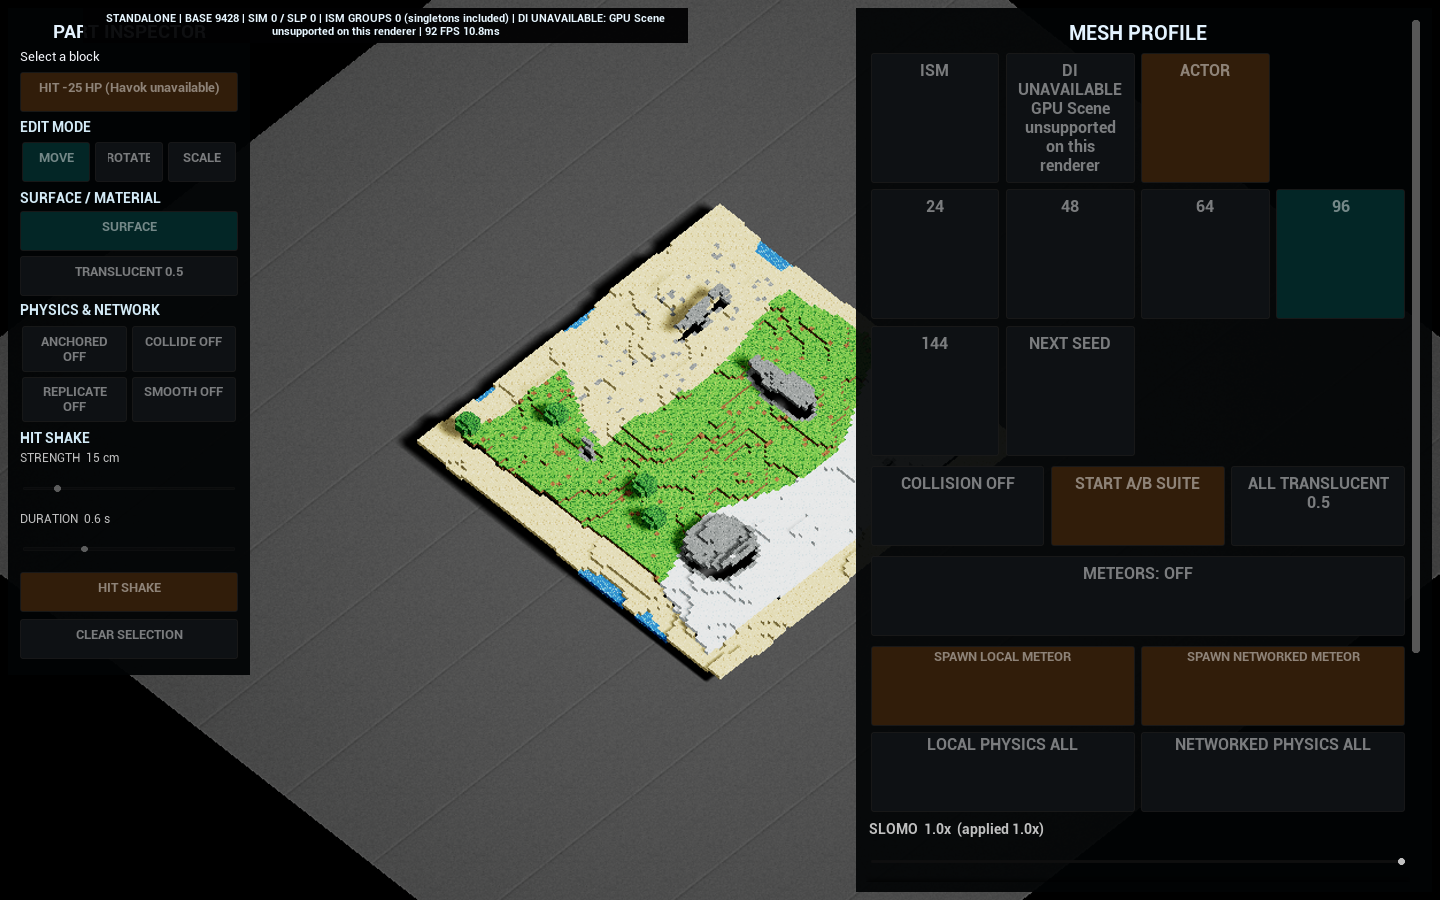 STANDALONE | BASE 9428 | SIM 0 / SLP 0 | ISM GROUPS 0 (singletons included) | DI UNAVAILABLE: GPU Scene
unsupported on this renderer | 92 FPS 10.8ms
PART INSPECTOR
Select a block
HIT -25 HP (Havok unavailable)
EDIT MODE
MOVE
ROTATE
SCALE
SURFACE / MATERIAL
SURFACE
TRANSLUCENT 0.5
PHYSICS & NETWORK
ANCHORED
OFF
COLLIDE OFF
REPLICATE
OFF
SMOOTH OFF
HIT SHAKE
STRENGTH 15 cm
DURATION 0.6 s
HIT SHAKE
CLEAR SELECTION
MESH PROFILE
ISM
DI
UNAVAILABLE
GPU Scene
unsupported
on this
renderer
ACTOR
24
48
64
96
144
NEXT SEED
COLLISION OFF
START A/B SUITE
ALL TRANSLUCENT
0.5
METEORS: OFF
SPAWN LOCAL METEOR
SPAWN NETWORKED METEOR
LOCAL PHYSICS ALL
NETWORKED PHYSICS ALL
SLOMO 1.0x (applied 1.0x)